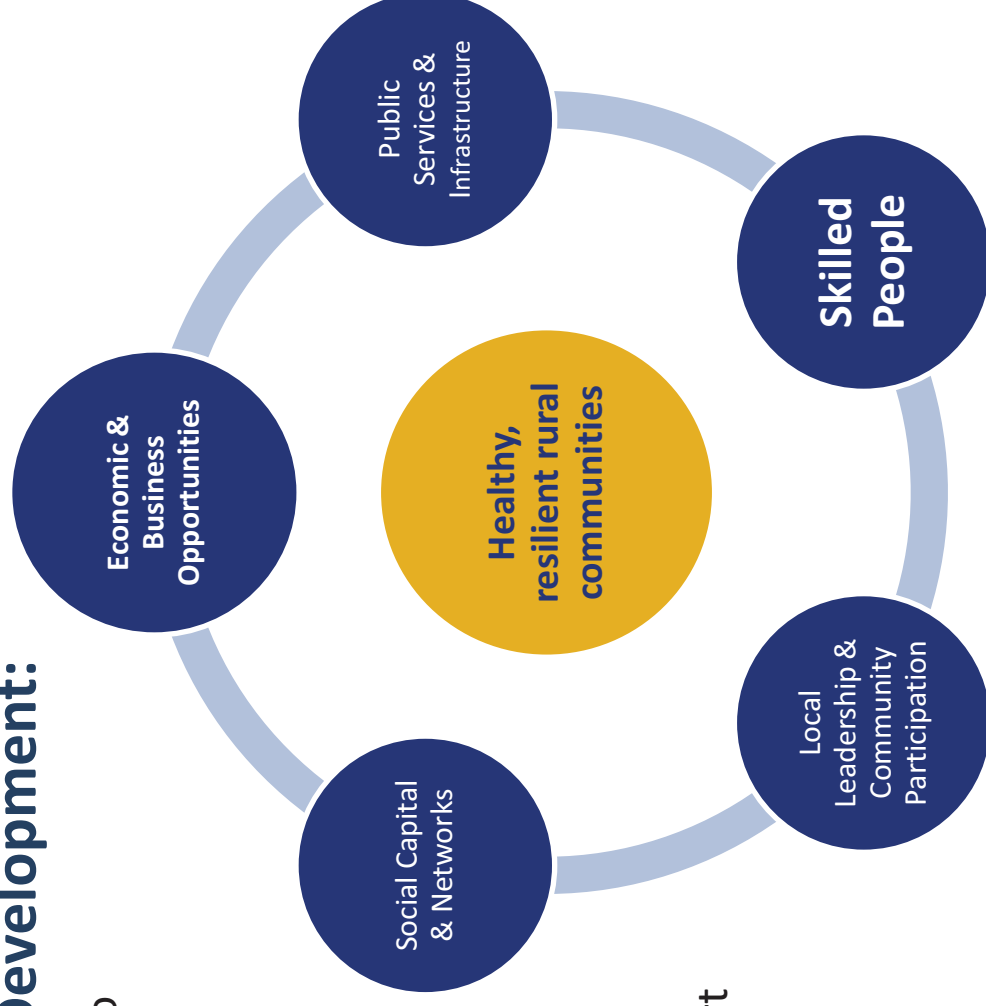 Development:
Economic &
Business
Opportunities
Public
Services &
Infrastructure
Skilled
People
Local
Leadership &
Community
Participation
Social Capital
& Networks
Healthy,
resilient rural
communities